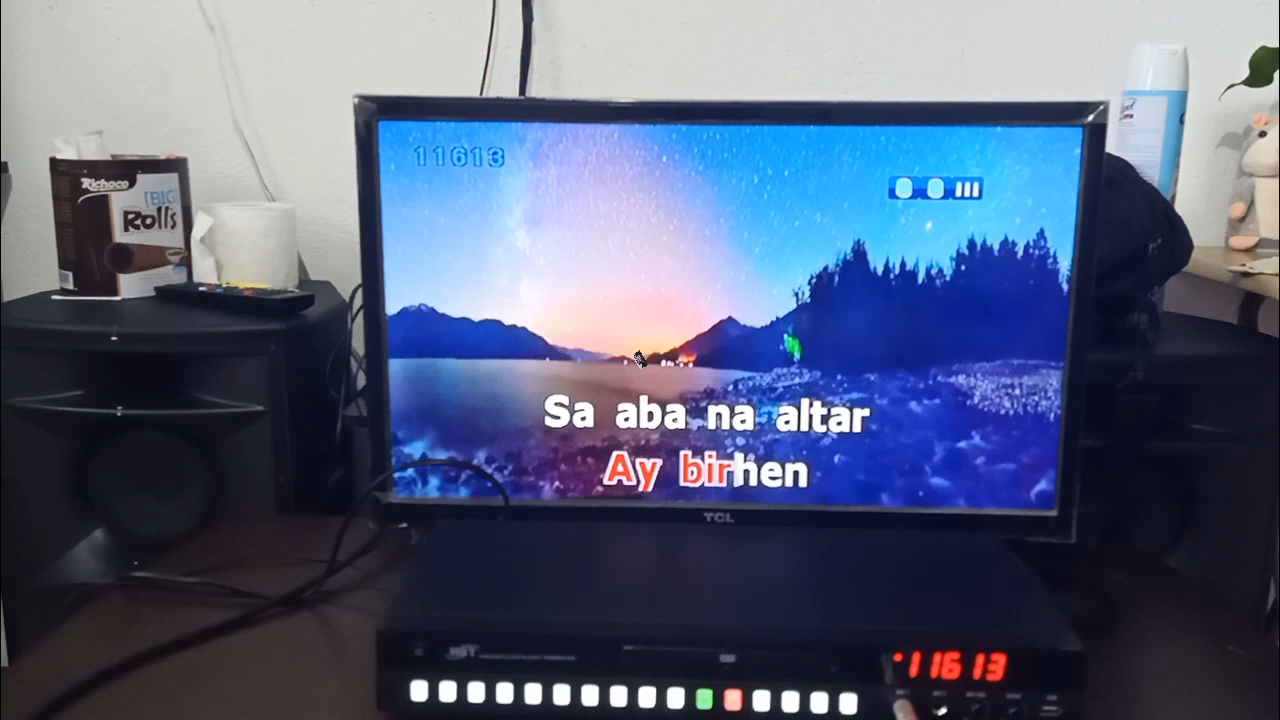 11613
Sa aba na altar
Ay birhen
TCL
Richoco
[BIG]
Rolls
11613